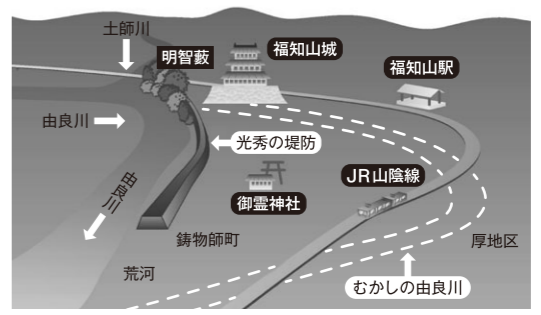 土師川
明智藪
福知山城
福知山駅
由良川
光秀の堤防
由良川
JR山陰線
御霊神社
鋳物師町
厚地区
荒河
むかしの由良川